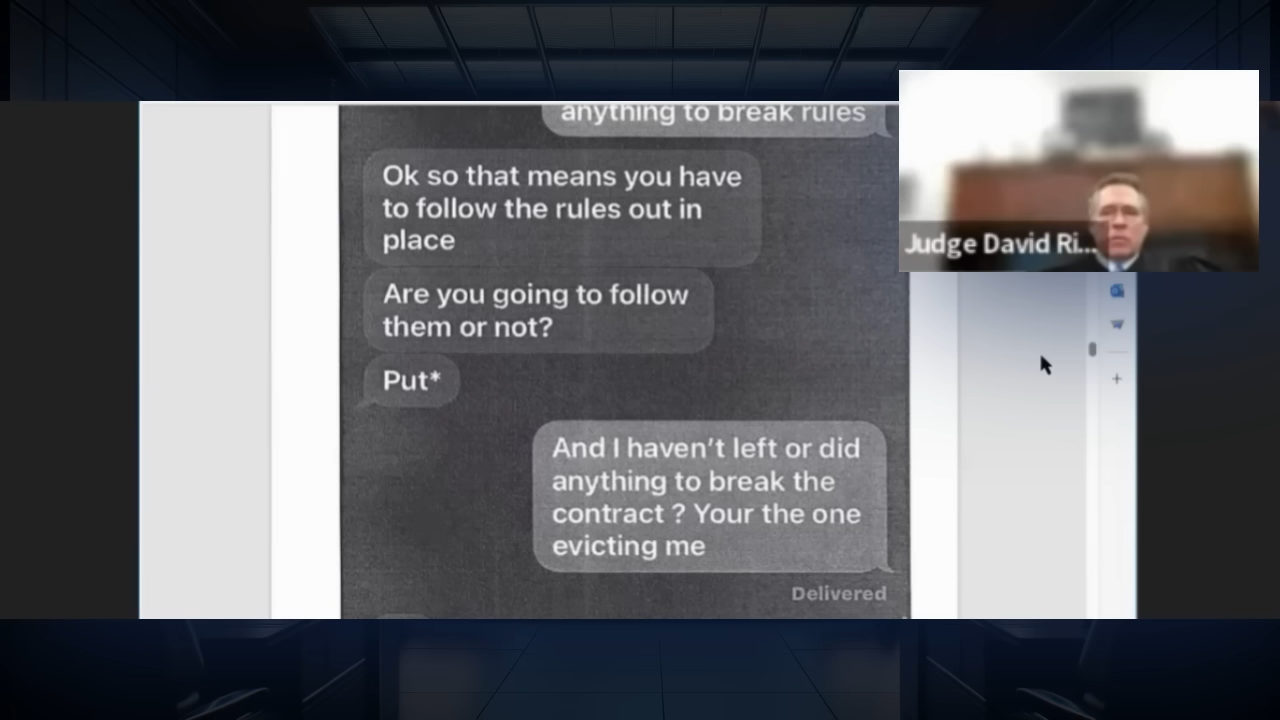 anything to break rules
Ok so that means you have
to follow the rules out in
place
Are you going to follow
them or not?
Put*
And I haven't left or did
anything to break the
contract ? Your the one
evicting me
Delivered
Judge David Ri...